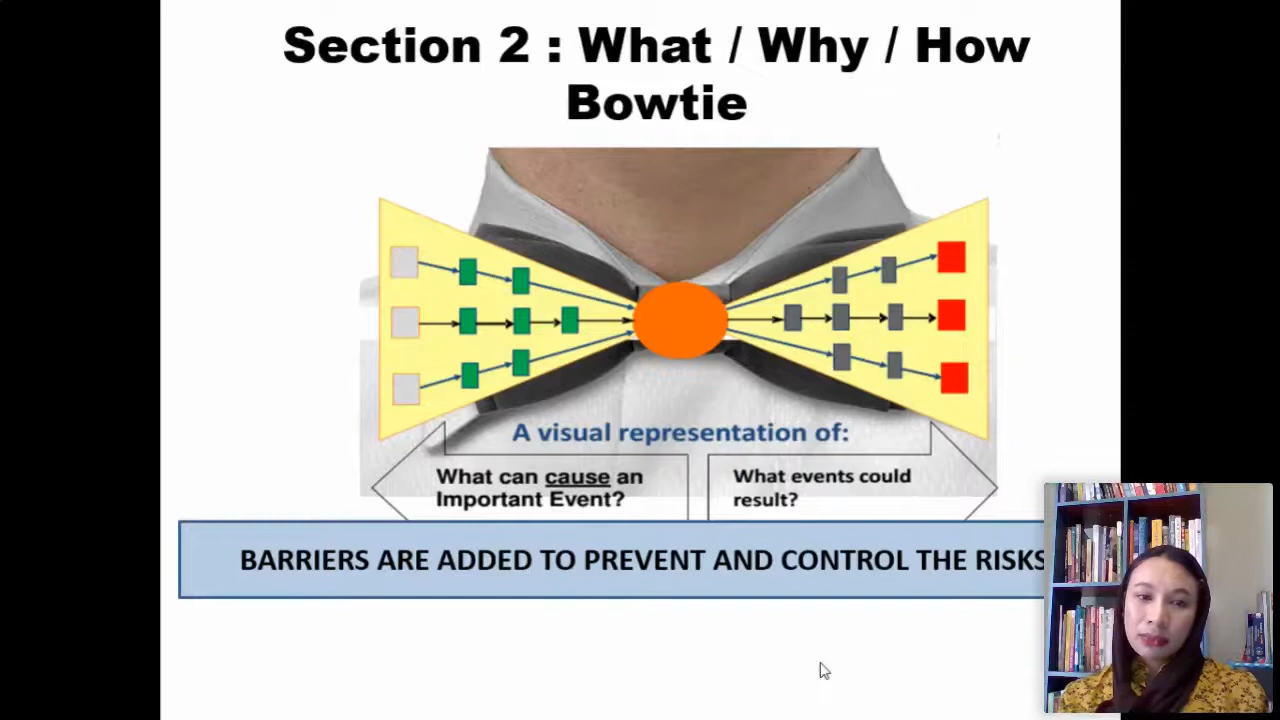 Section 2 : What / Why / How
Bowtie
A visual representation of:
What can cause an
Important Event?
What events could
result?
BARRIERS ARE ADDED TO PREVENT AND CONTROL THE RISKS